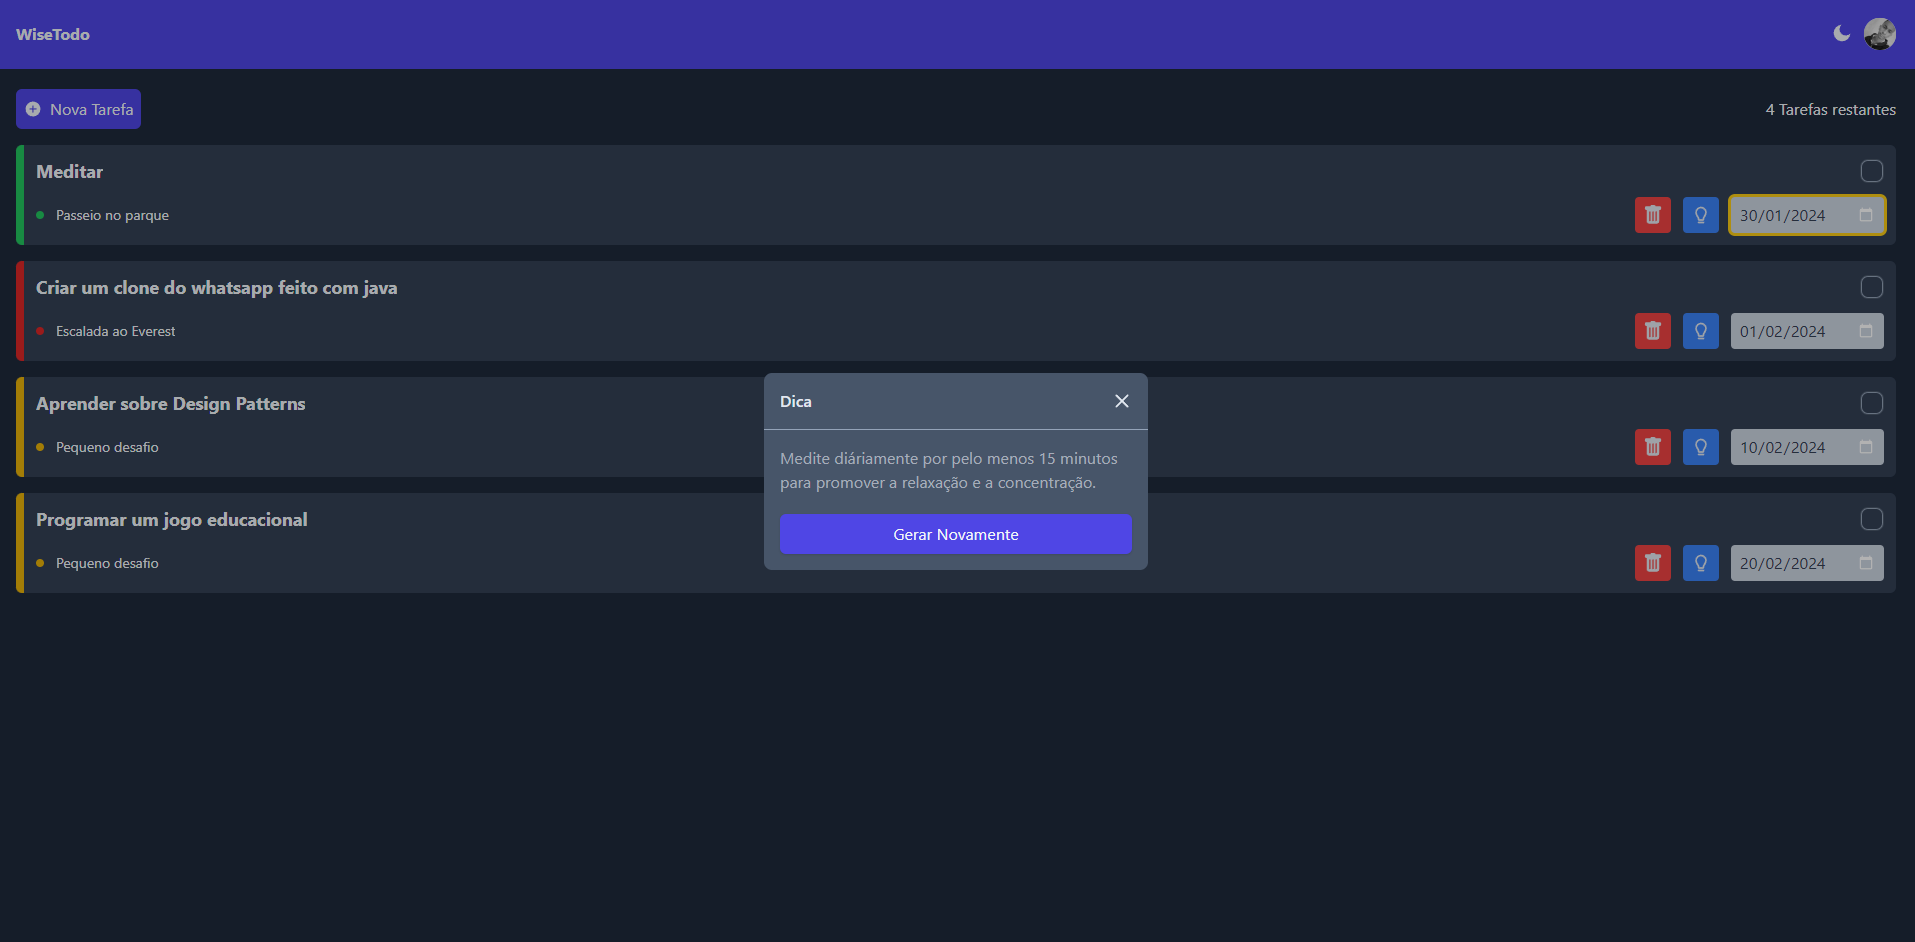 WiseTodo
Nova Tarefa
4 Tarefas restantes
Meditar
Passeio no parque
30/01/2024
Criar um clone do whatsapp feito com java
Escalada ao Everest
01/02/2024
Aprender sobre Design Patterns
Pequeno desafio
10/02/2024
Programar um jogo educacional
Pequeno desafio
20/02/2024
Dica
Medite diáriamente por pelo menos 15 minutos
para promover a relaxação e a concentração.
Gerar Novamente